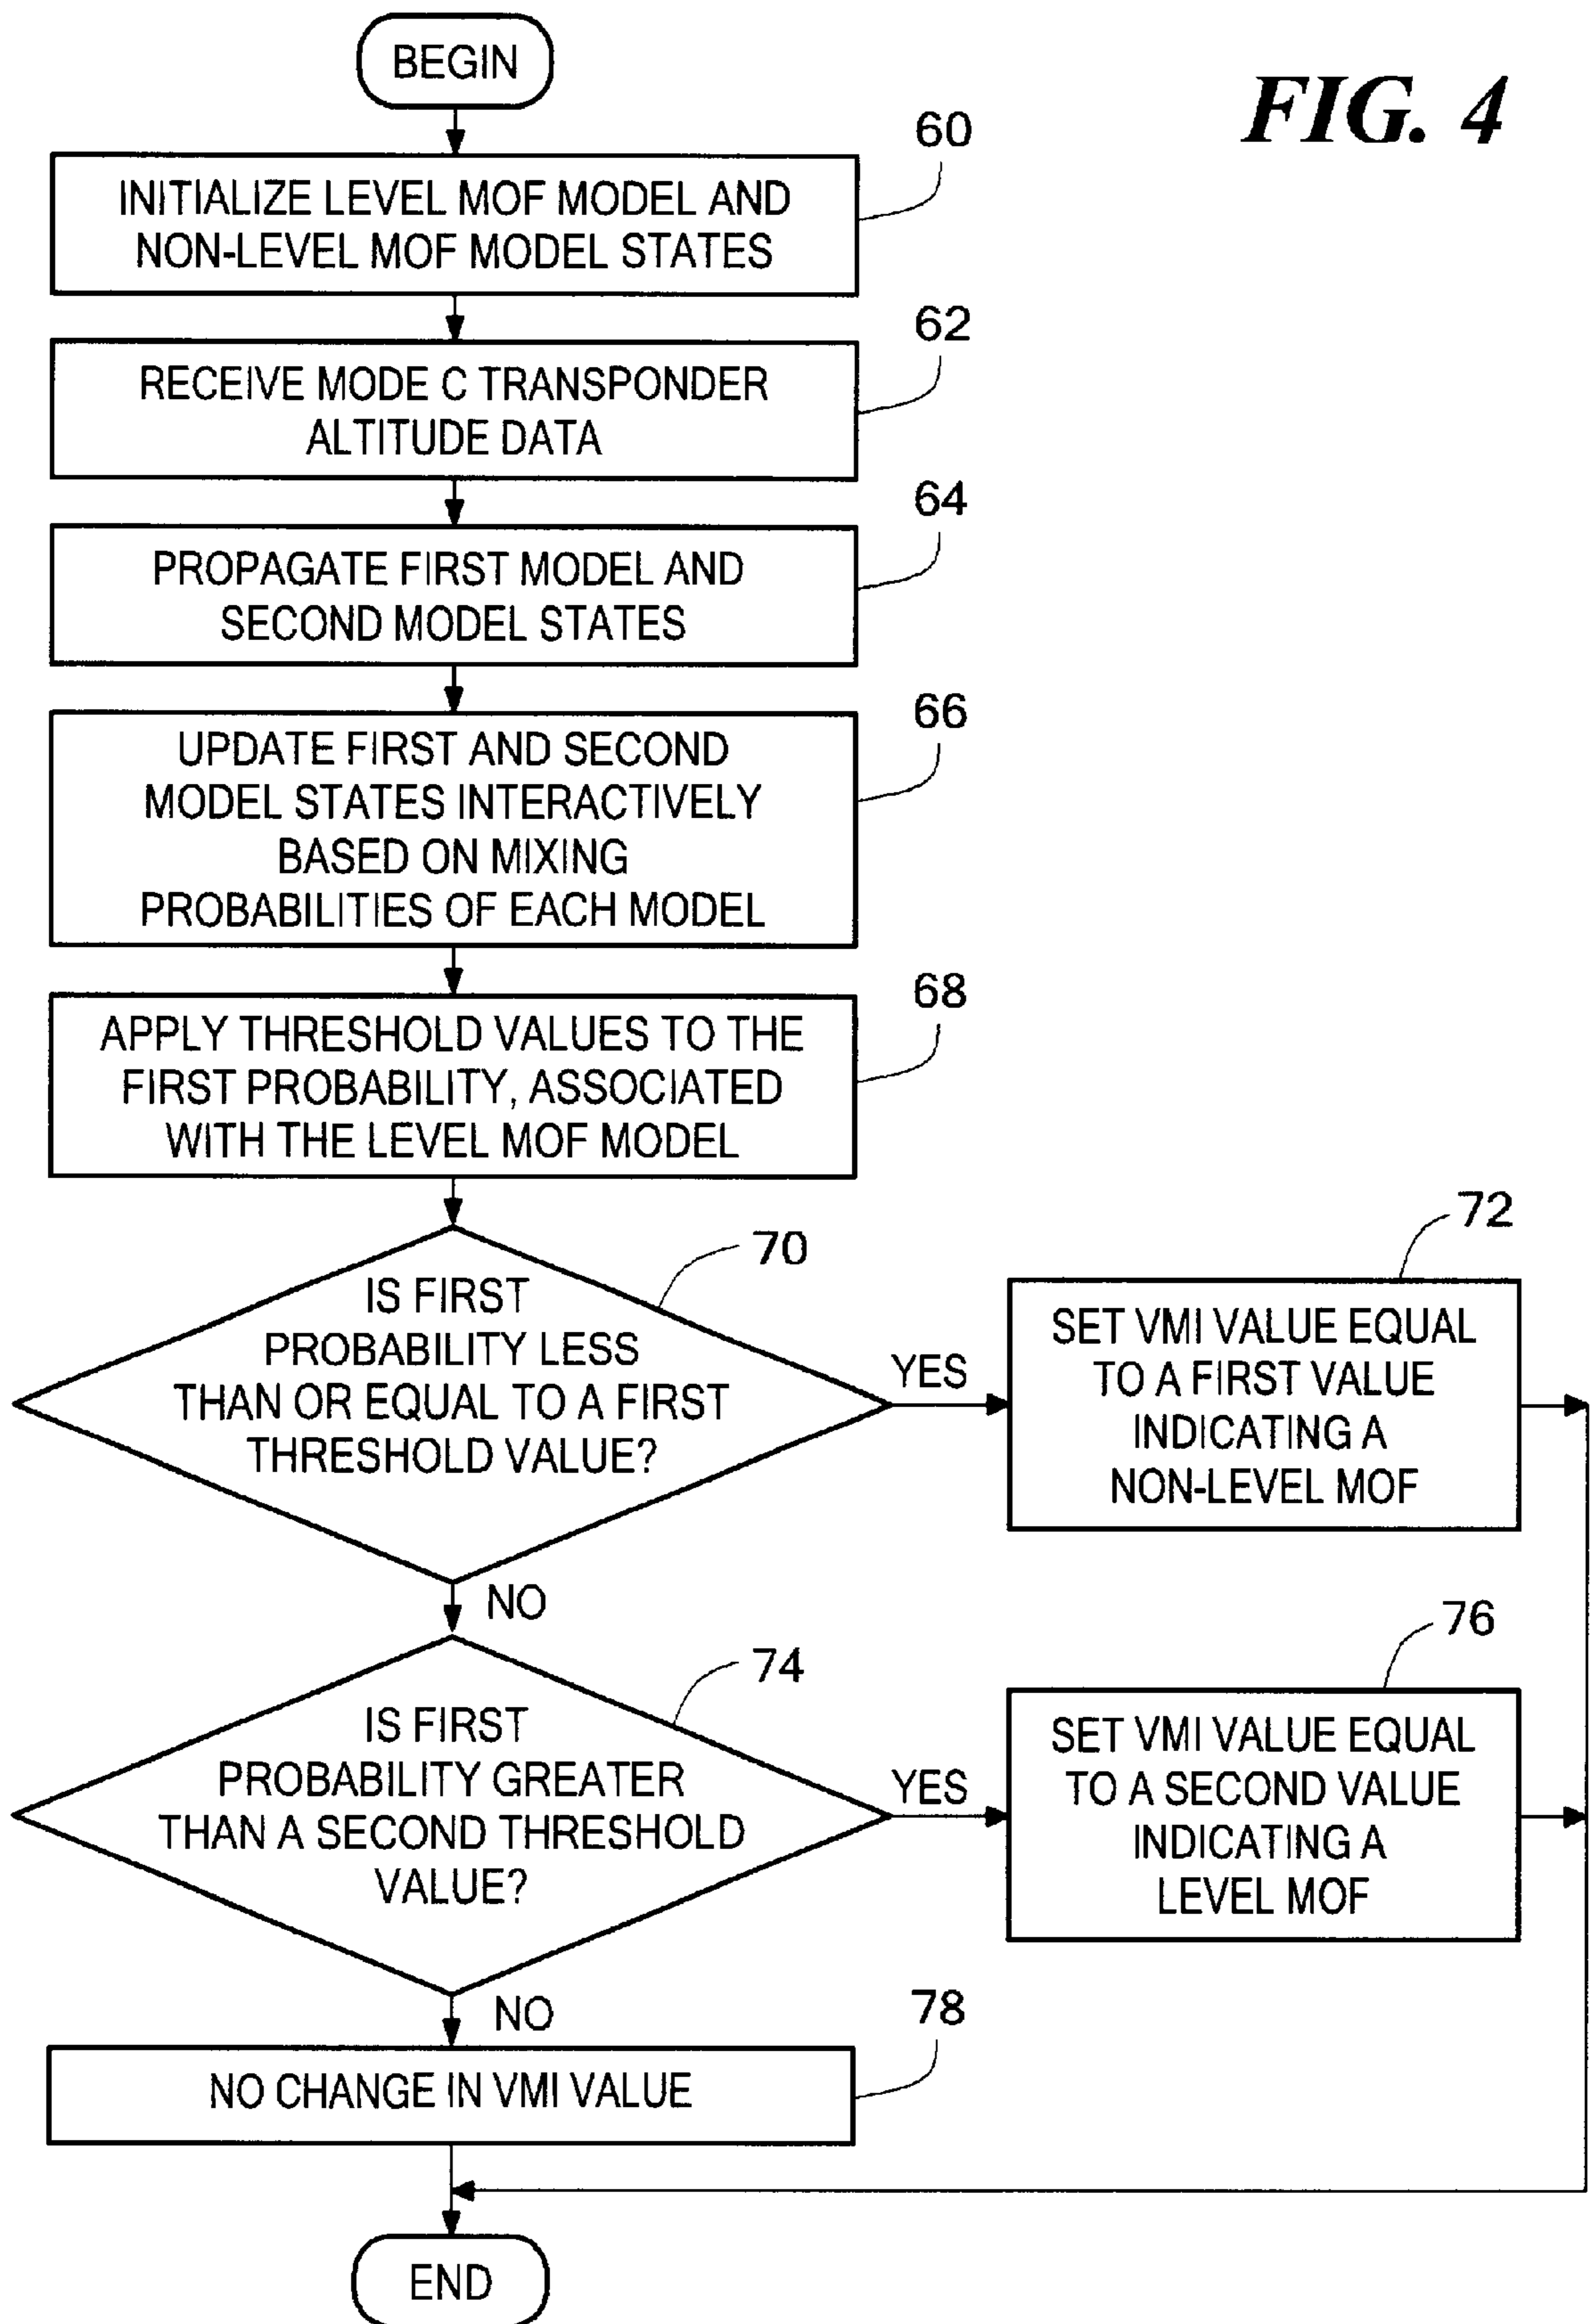 BEGIN
FIG. 4
60
INITIALIZE LEVEL MOF MODEL AND
NON-LEVEL MOF MODEL STATES
62
RECEIVE MODE C TRANSPONDER
ALTITUDE DATA
64
PROPAGATE FIRST MODEL AND
SECOND MODEL STATES
66
UPDATE FIRST AND SECOND
MODEL STATES INTERACTIVELY
BASED ON MIXING
PROBABILITIES OF EACH MODEL
68
APPLY THRESHOLD VALUES TO THE
FIRST PROBABILITY, ASSOCIATED
WITH THE LEVEL MOF MODEL
70
IS FIRST
PROBABILITY LESS
THAN OR EQUAL TO A FIRST
THRESHOLD VALUE?
YES
72
SET VMI VALUE EQUAL
TO A FIRST VALUE
INDICATING A
NON-LEVEL MOF
NO
74
IS FIRST
PROBABILITY GREATER
THAN A SECOND THRESHOLD
VALUE?
YES
76
SET VMI VALUE EQUAL
TO A SECOND VALUE
INDICATING A
LEVEL MOF
NO
78
NO CHANGE IN VMI VALUE
END